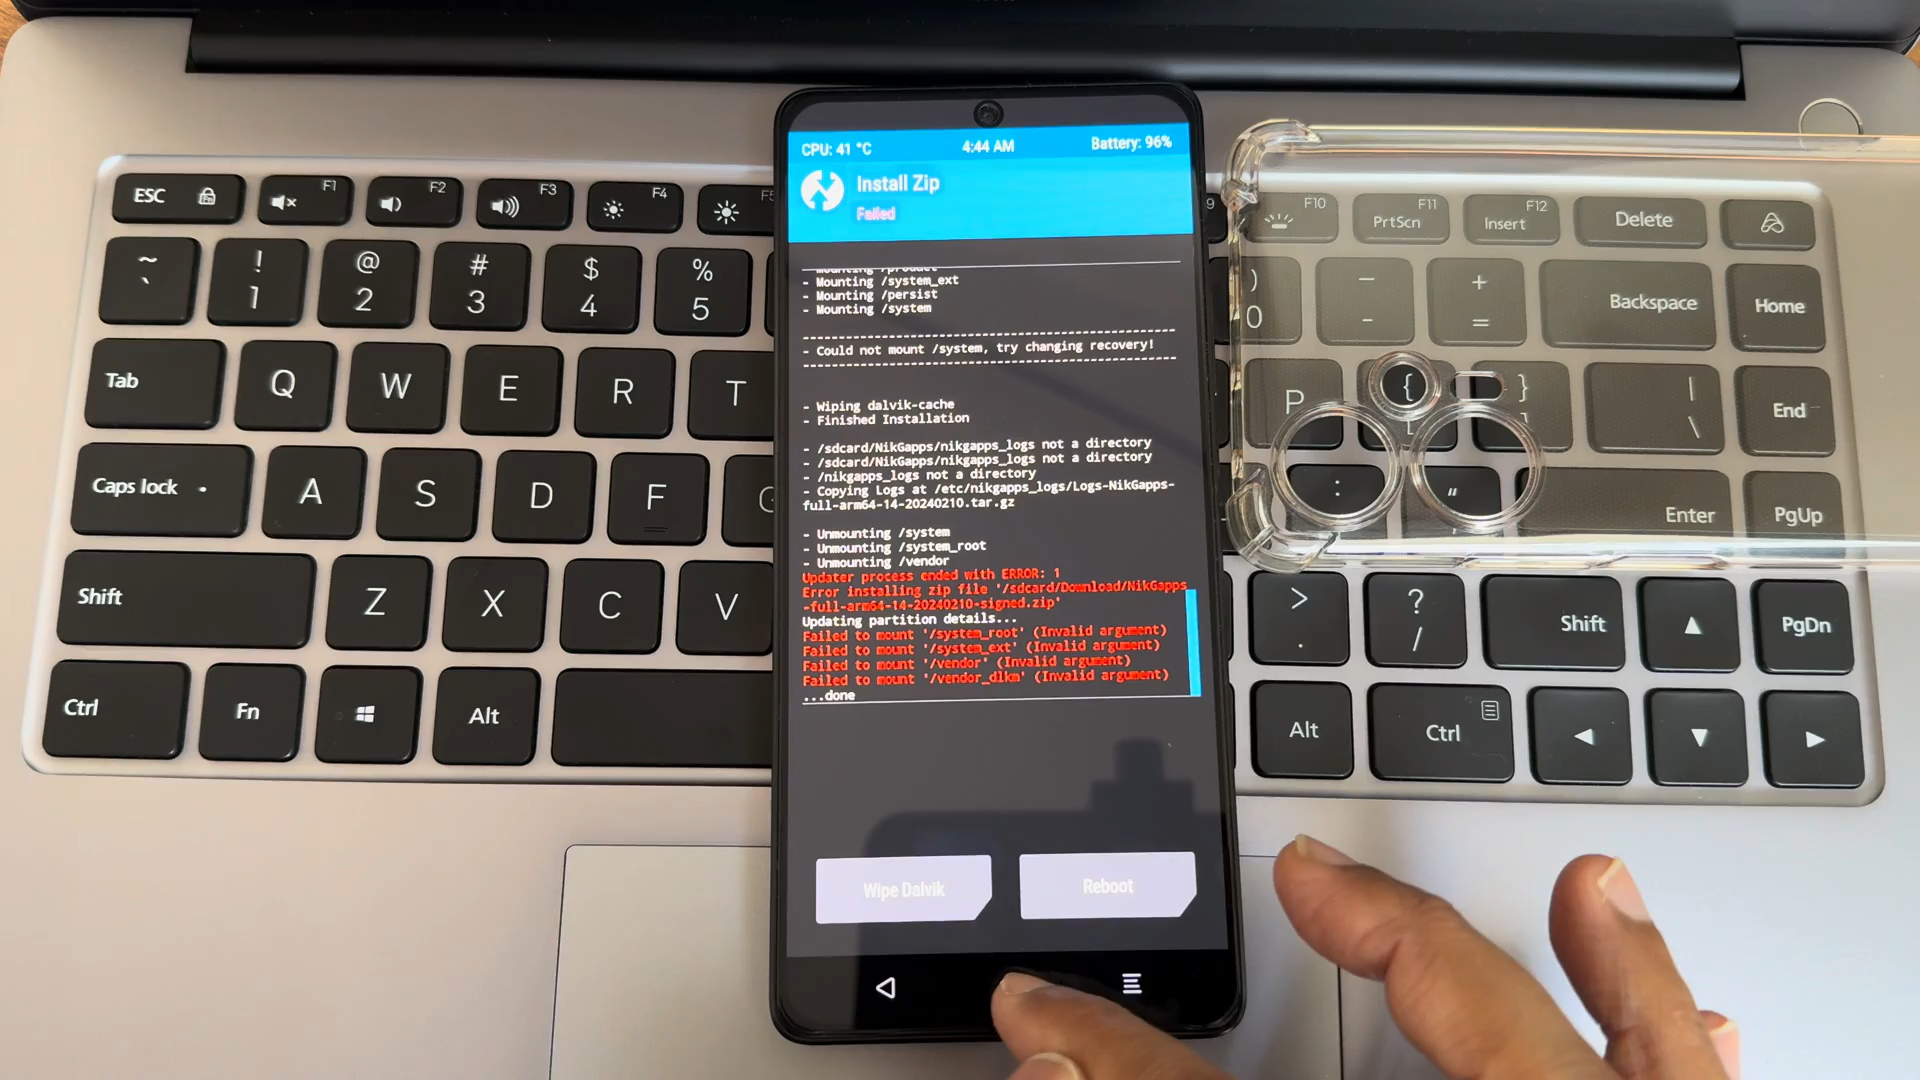 CPU: 41 °C 4:44 AM Battery: 96%
Install Zip
Failed
- Mounting /product
- Mounting /system_ext
- Mounting /persist
- Mounting /system
- Could not mount /system, try changing recovery!
- Wiping dalvik-cache
- Finished Installation
- /sdcard/NikGapps/nikgapps_logs not a directory
- /sdcard/NikGapps/nikgapps_logs not a directory
- /nikgapps_logs not a directory
- Copying Logs at /etc/nikgapps_logs/Logs-NikGapps-
full-arm64-14-20240210.tar.gz
- Unmounting /system
- Unmounting /system_root
- Unmounting /vendor
Updater process ended with ERROR: 1
Error installing zip file '/sdcard/Download/NikGapps
-full-arm64-14-20240210-signed.zip'
Updating partition details...
Failed to mount '/system_root' (Invalid argument)
Failed to mount '/system_ext' (Invalid argument)
Failed to mount '/vendor' (Invalid argument)
Failed to mount '/vendor_dlkm' (Invalid argument)
...done
Wipe Dalvik Reboot
ESC F1 F2 F3 F4 F5
~ ! @ # $ %
` 1 2 3 4 5
Tab Q W E R T
Caps lock A S D F G
Shift Z X C V
Ctrl Fn Alt
9 F10 F11 F12
PrtScn Insert Delete
) - +
0 - = Backspace Home
P { } | \ End
: " Enter PgUp
> ? Shift PgDn
. /
Alt Ctrl